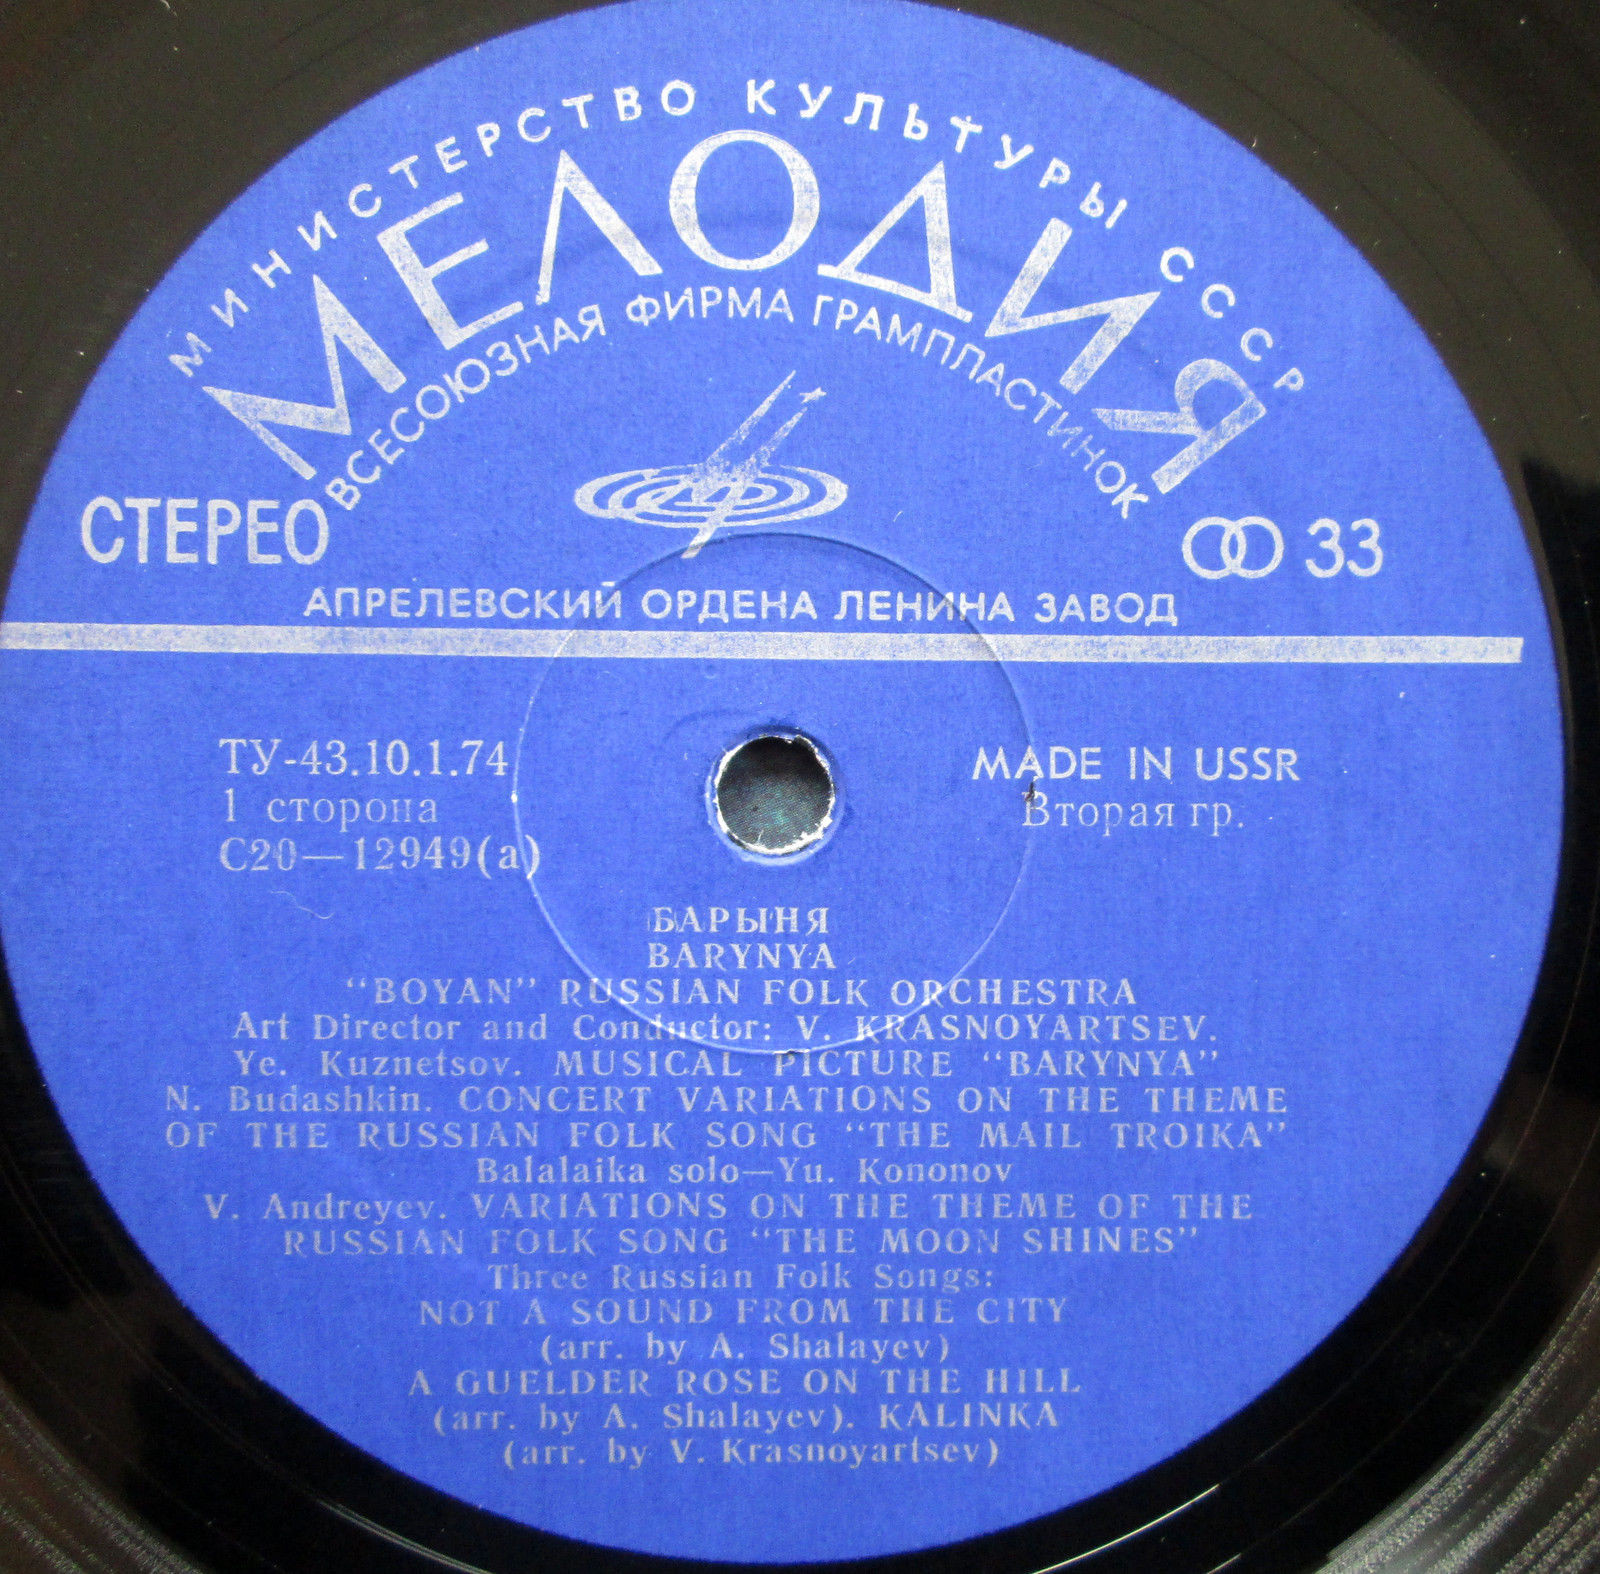 МИНИСТЕРСТВО КУЛЬТУРЫ СССР
МЕЛОДИЯ
ВСЕСОЮЗНАЯ ФИРМА ГРАМПЛАСТИНОК
СТЕРЕО
33
АПРЕЛЕВСКИЙ ОРДЕНА ЛЕНИНА ЗАВОД
ТУ-43.10.1.74
MADE IN USSR
1 сторона
Вторая гр.
С20—12949(а)
БАРЫНЯ
BARYNYA
“BOYAN” RUSSIAN FOLK ORCHESTRA
Art Director and Conductor: V. KRASNOYARTSEV.
Ye. Kuznetsov. MUSICAL PICTURE “BARYNYA”
N. Budashkin. CONCERT VARIATIONS ON THE THEME
OF THE RUSSIAN FOLK SONG “THE MAIL TROIKA”
Balalaika solo—Yu. Kononov
V. Andreyev. VARIATIONS ON THE THEME OF THE
RUSSIAN FOLK SONG “THE MOON SHINES”
Three Russian Folk Songs:
NOT A SOUND FROM THE CITY
(arr. by A. Shalayev)
A GUELDER ROSE ON THE HILL
(arr. by A. Shalayev). KALINKA
(arr. by V. Krasnoyartsev)